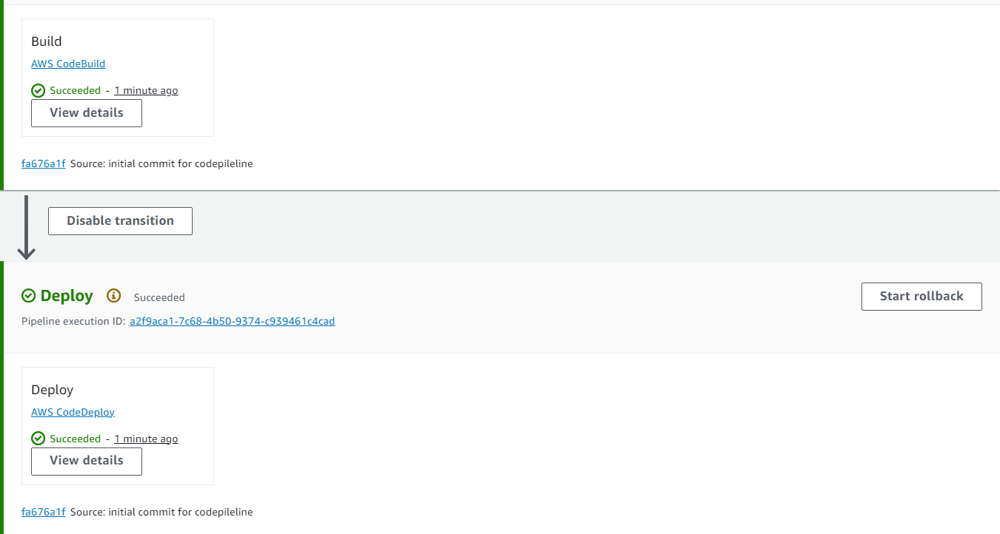 Build
AWS CodeBuild
Succeeded - 1 minute ago
View details
fa676a1f Source: initial commit for codepileline
Disable transition
Deploy Succeeded
Start rollback
Pipeline execution ID: a2f9aca1-7c68-4b50-9374-c939461c4cad
Deploy
AWS CodeDeploy
Succeeded - 1 minute ago
View details
fa676a1f Source: initial commit for codepileline